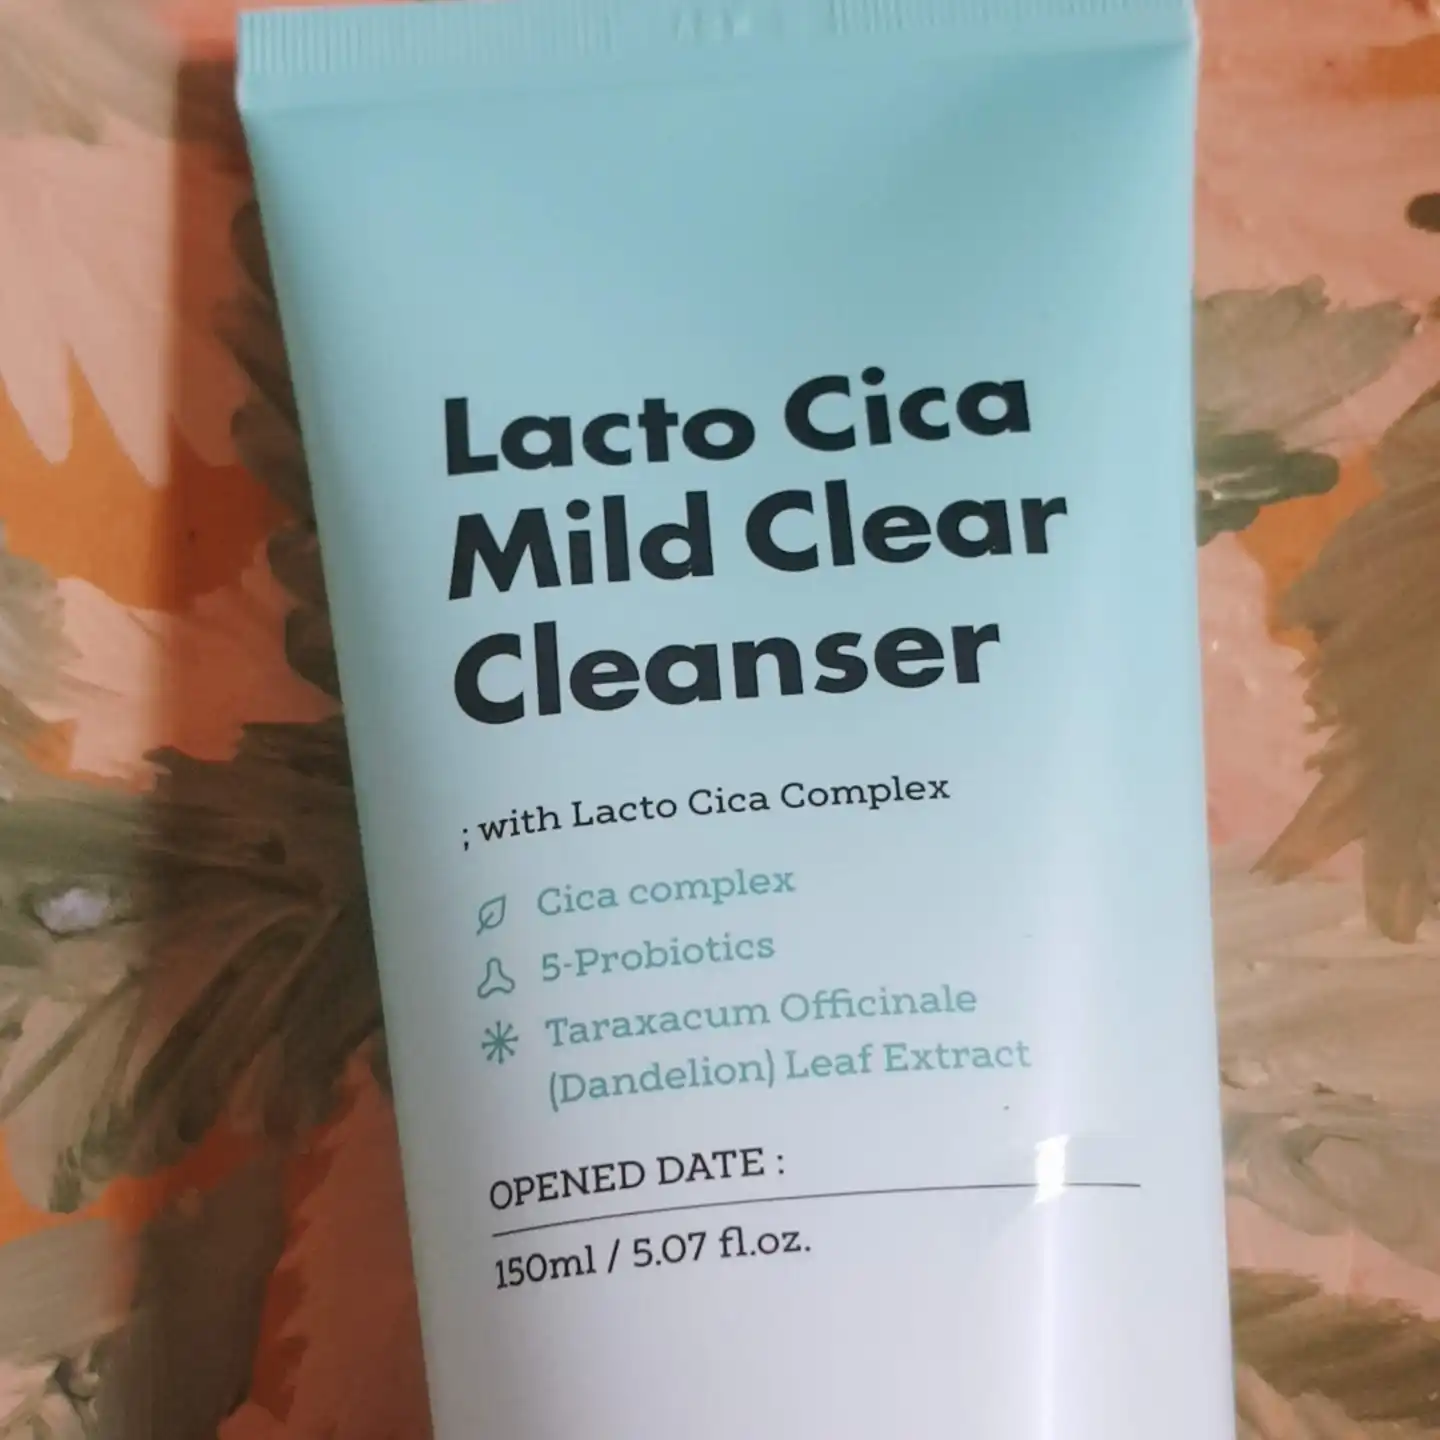 Lacto Cica
Mild Clear
Cleanser
; with Lacto Cica Complex
Cica complex
5-Probiotics
Taraxacum Officinale
(Dandelion) Leaf Extract
OPENED DATE :
150ml / 5.07 fl.oz.